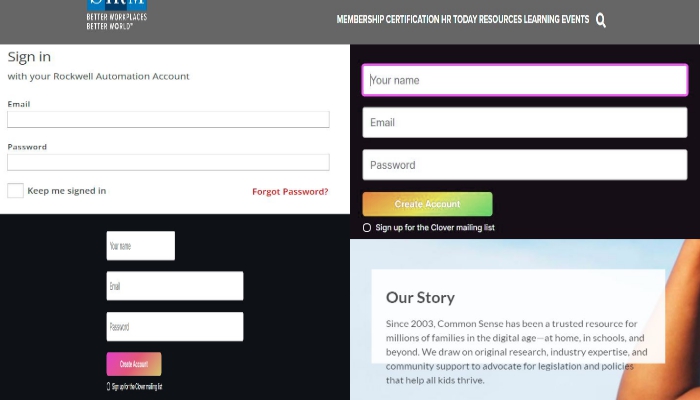 SHRM
BETTER WORKPLACES
BETTER WORLD™
MEMBERSHIP CERTIFICATION HR TODAY RESOURCES LEARNING EVENTS
Sign in
with your Rockwell Automation Account
Email
Password
Keep me signed in
Forgot Password?
Your name
Email
Password
Create Account
Sign up for the Clover mailing list
Your name
Email
Password
Create Account
Sign up for the Clover mailing list
Our Story
Since 2003, Common Sense has been a trusted resource for
millions of families in the digital age—at home, in schools, and
beyond. We draw on original research, industry expertise, and
community support to advocate for legislation and policies
that help all kids thrive.